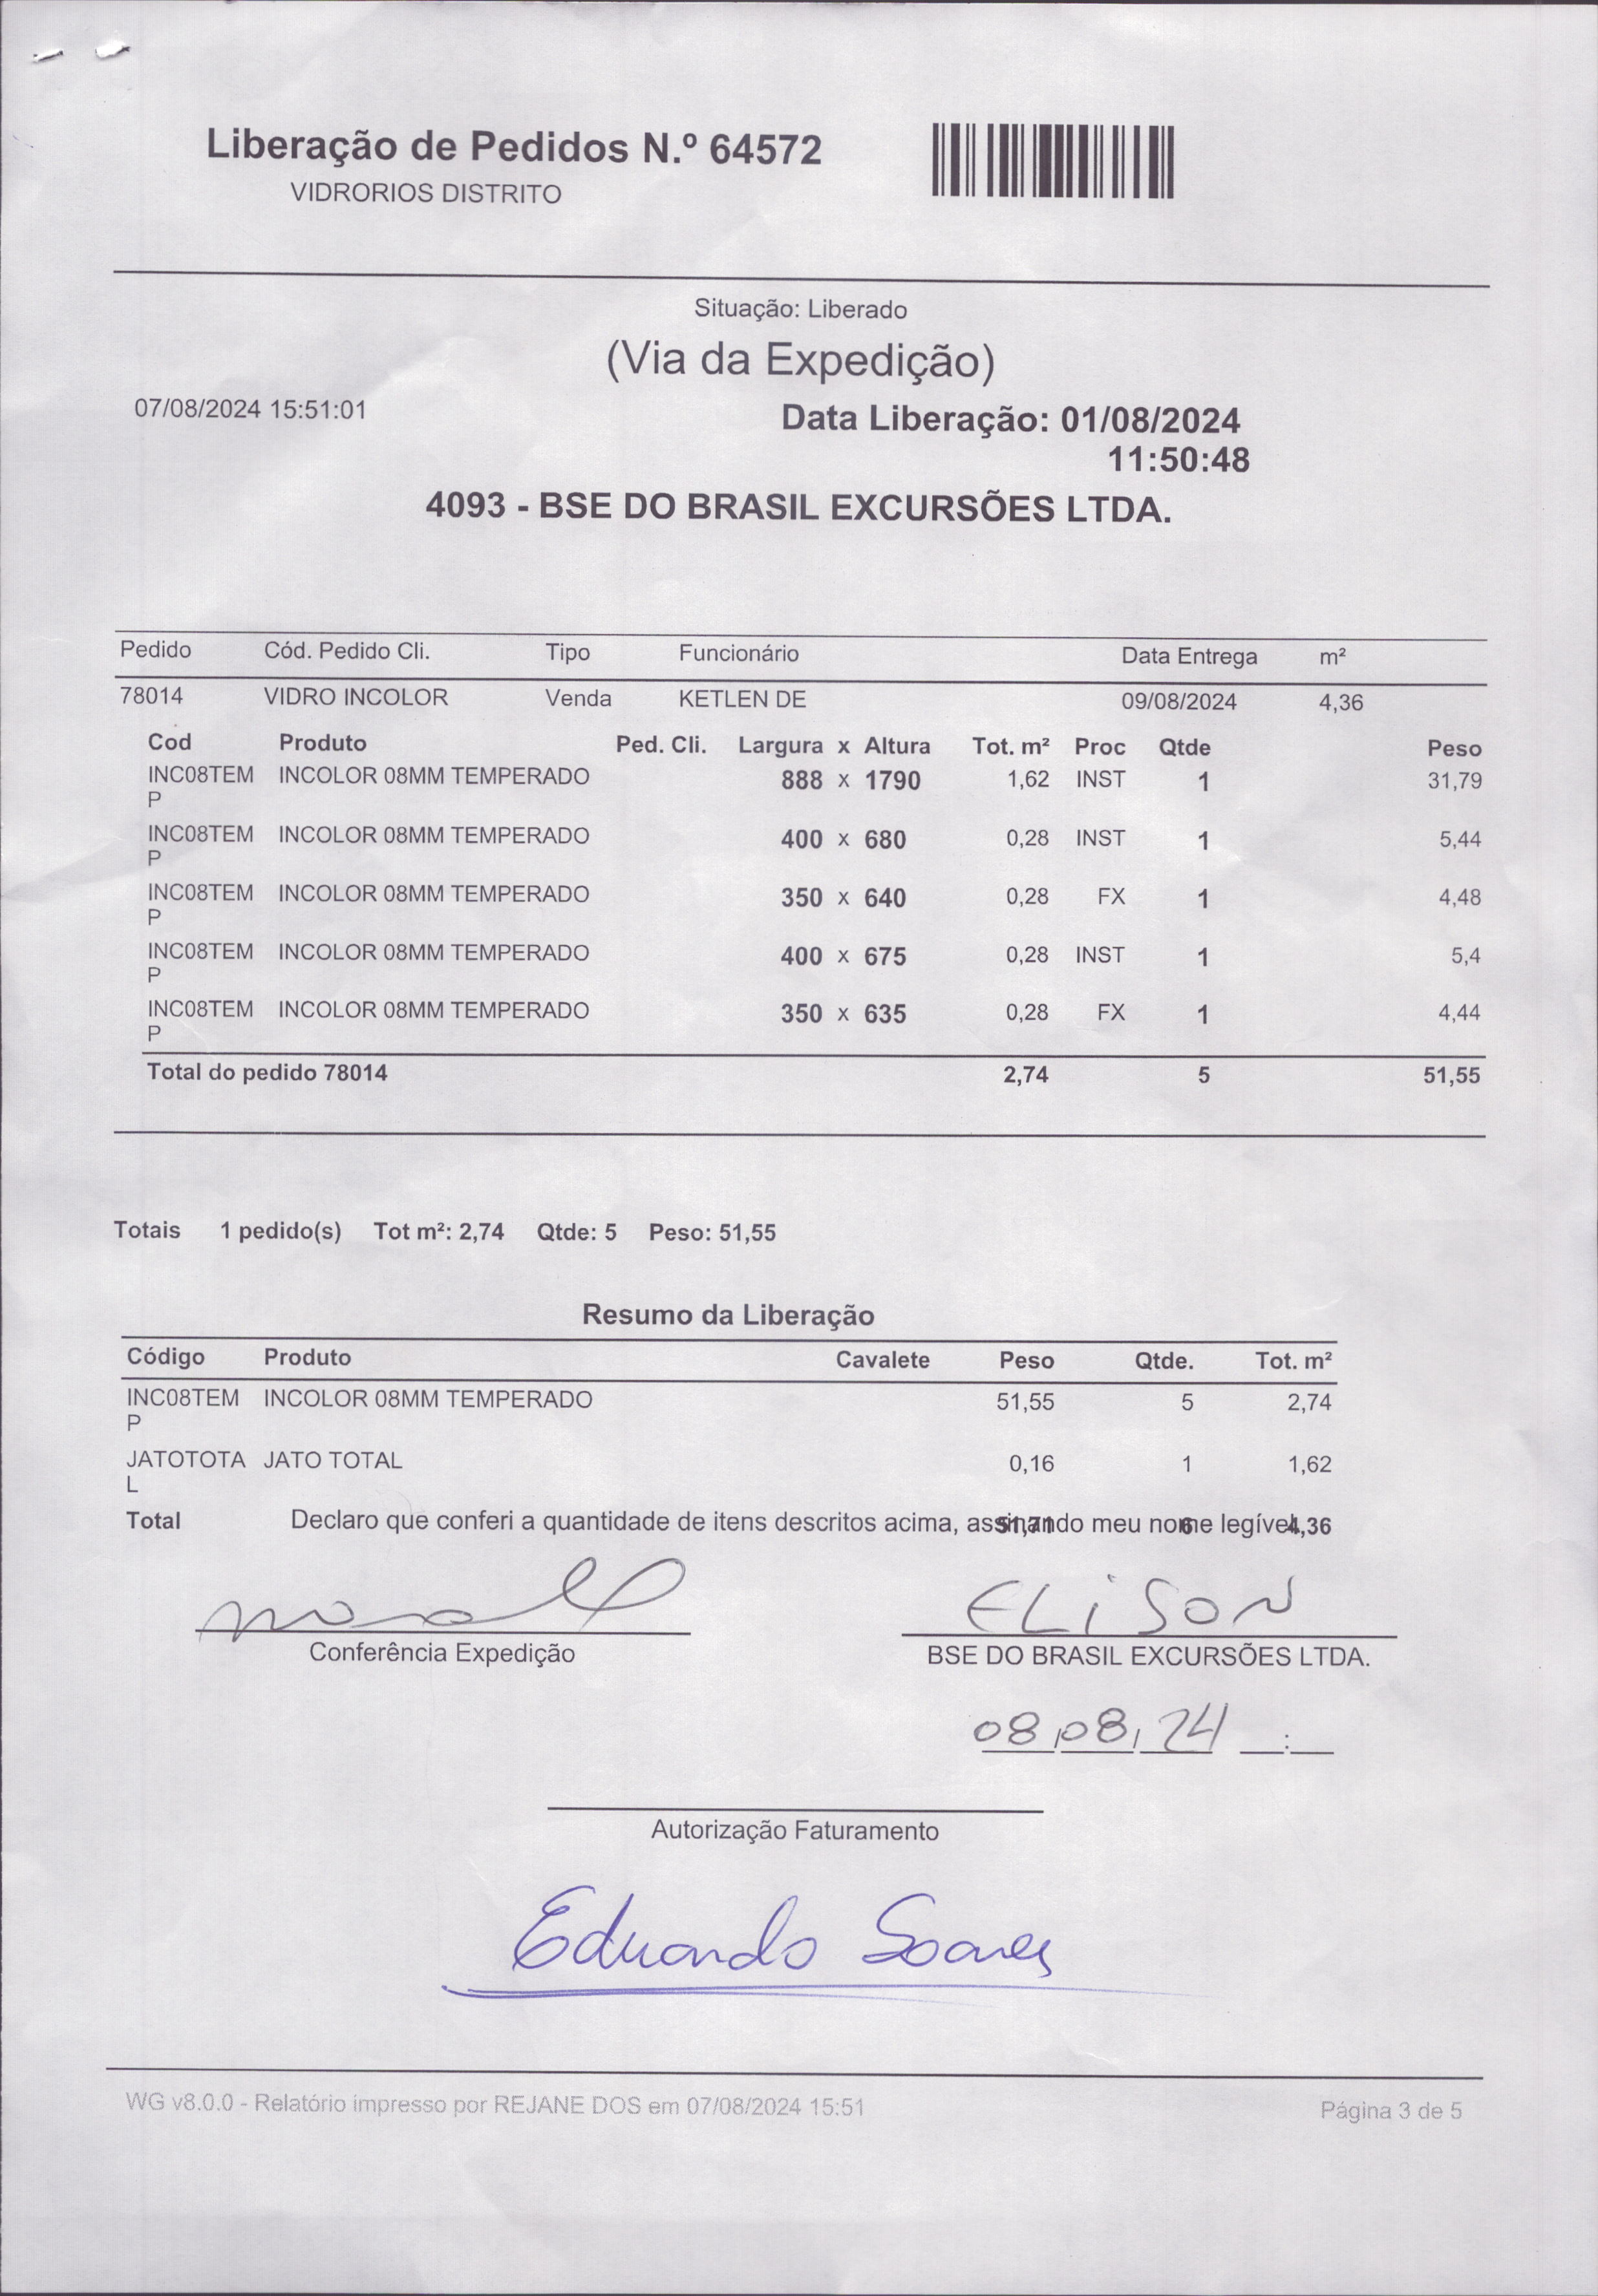 Liberação de Pedidos N.º 64572
VIDRORIOS DISTRITO
Situação: Liberado
(Via da Expedição)
07/08/2024 15:51:01
Data Liberação: 01/08/2024
11:50:48
4093 - BSE DO BRASIL EXCURSÕES LTDA.
Pedido Cód. Pedido Cli. Tipo Funcionário Data Entrega m²
78014 VIDRO INCOLOR Venda KETLEN DE 09/08/2024 4,36
Cod Produto Ped. Cli. Largura x Altura Tot. m² Proc Qtde Peso
INC08TEM INCOLOR 08MM TEMPERADO 888 x 1790 1,62 INST 1 31,79
P
INC08TEM INCOLOR 08MM TEMPERADO 400 x 680 0,28 INST 1 5,44
P
INC08TEM INCOLOR 08MM TEMPERADO 350 x 640 0,28 FX 1 4,48
P
INC08TEM INCOLOR 08MM TEMPERADO 400 x 675 0,28 INST 1 5,4
P
INC08TEM INCOLOR 08MM TEMPERADO 350 x 635 0,28 FX 1 4,44
P
Total do pedido 78014 2,74 5 51,55
Totais 1 pedido(s) Tot m²: 2,74 Qtde: 5 Peso: 51,55
Resumo da Liberação
Código Produto Cavalete Peso Qtde. Tot. m²
INC08TEM INCOLOR 08MM TEMPERADO 51,55 5 2,74
P
JATOTOTA JATO TOTAL 0,16 1 1,62
L
Total Declaro que conferi a quantidade de itens descritos acima, assinando meu nome legível. 51,71 6 4,36
ELiSON
Conferência Expedição BSE DO BRASIL EXCURSÕES LTDA.
08/08/24 __:__
Autorização Faturamento
Eduardo Soares
WG v8.0.0 - Relatório impresso por REJANE DOS em 07/08/2024 15:51 Página 3 de 5